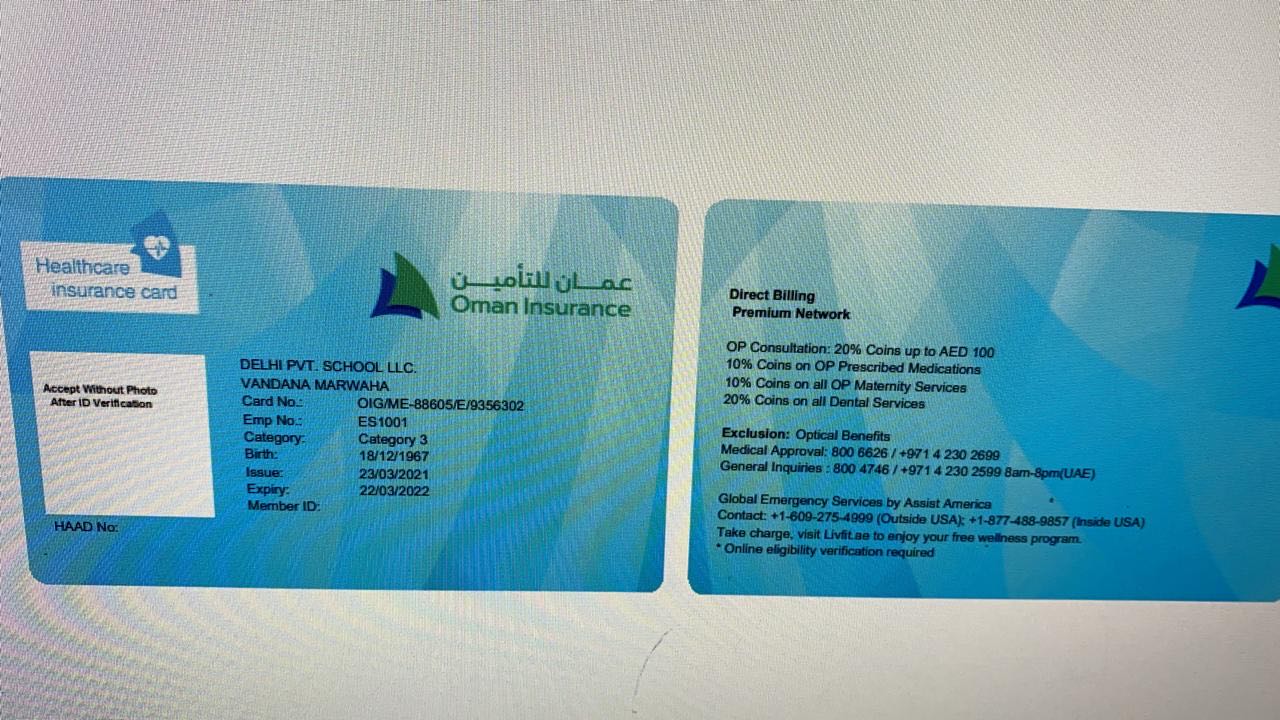 Healthcare
insurance card
عمـــان للتأميـــن
Oman Insurance
Accept Without Photo
After ID Verification
HAAD No:
DELHI PVT. SCHOOL LLC.
VANDANA MARWAHA
Card No.: OIG/ME-88605/E/9356302
Emp No.: ES1001
Category: Category 3
Birth: 18/12/1967
Issue: 23/03/2021
Expiry: 22/03/2022
Member ID:
Direct Billing
Premium Network
OP Consultation: 20% Coins up to AED 100
10% Coins on OP Prescribed Medications
10% Coins on all OP Maternity Services
20% Coins on all Dental Services
Exclusion: Optical Benefits
Medical Approval: 800 6626 / +971 4 230 2699
General Inquiries : 800 4746 / +971 4 230 2599 8am-8pm(UAE)
Global Emergency Services by Assist America
Contact: +1-609-275-4999 (Outside USA); +1-877-488-9857 (Inside USA)
Take charge, visit Livfit.ae to enjoy your free wellness program.
* Online eligibility verification required